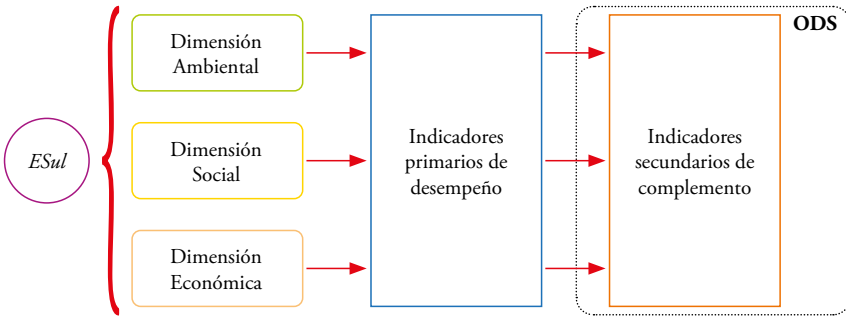 ESul
Dimensión
Ambiental
Dimensión
Social
Dimensión
Económica
Indicadores
primarios de
desempeño
ODS
Indicadores
secundarios de
complemento